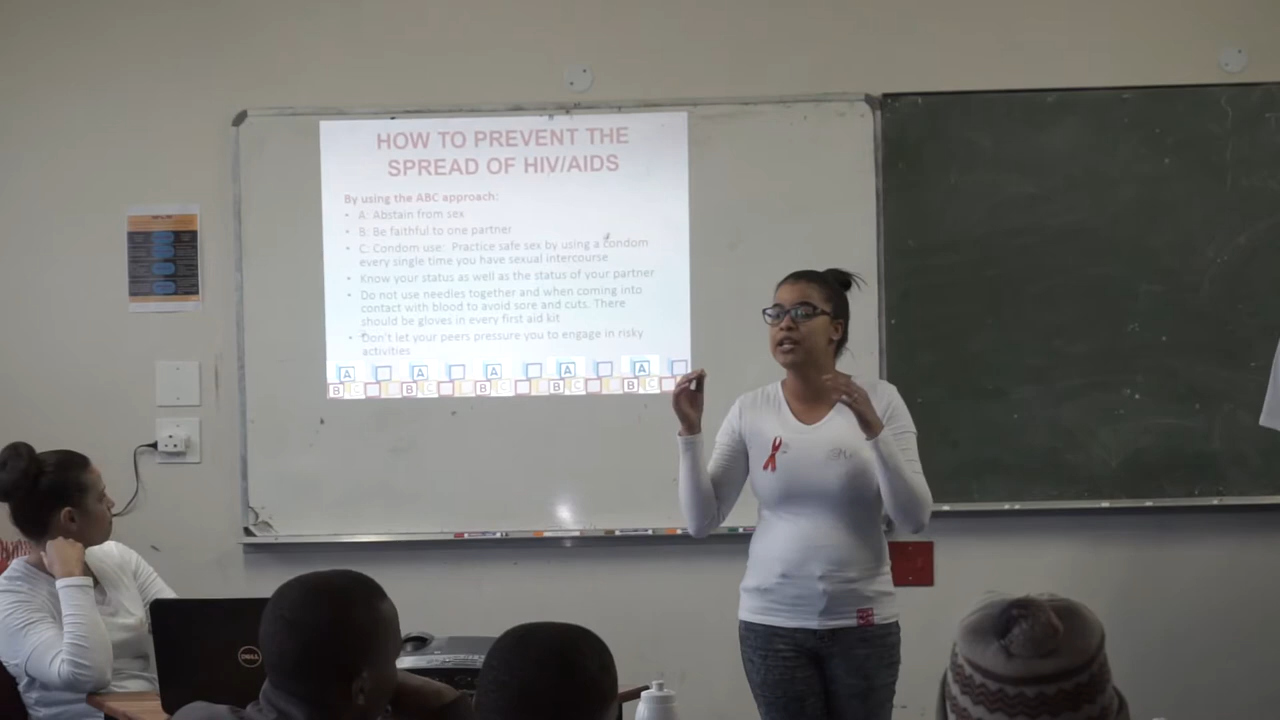 HOW TO PREVENT THE
SPREAD OF HIV/AIDS
By using the ABC approach:
• A: Abstain from sex
• B: Be faithful to one partner
• C: Condom use: Practice safe sex by using a condom
every single time you have sexual intercourse
• Know your status as well as the status of your partner
• Do not use needles together and when coming into
contact with blood to avoid sore and cuts. There
should be gloves in every first aid kit
• Don't let your peers pressure you to engage in risky
activities
A A A A A
B C B C B C B C B C
DELL